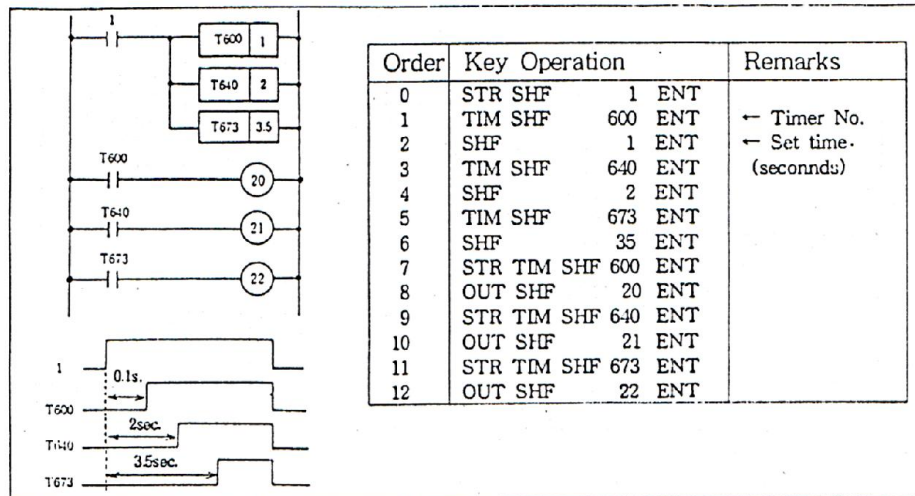 1
T600 1
T640 2
T673 3.5
T600
20
T640
21
T673
22
1
0.1s.
T600
2sec.
T640
3.5sec.
T673
Order Key Operation Remarks
0 STR SHF 1 ENT
1 TIM SHF 600 ENT ← Timer No.
2 SHF 1 ENT ← Set time.
3 TIM SHF 640 ENT (seconnds)
4 SHF 2 ENT
5 TIM SHF 673 ENT
6 SHF 35 ENT
7 STR TIM SHF 600 ENT
8 OUT SHF 20 ENT
9 STR TIM SHF 640 ENT
10 OUT SHF 21 ENT
11 STR TIM SHF 673 ENT
12 OUT SHF 22 ENT